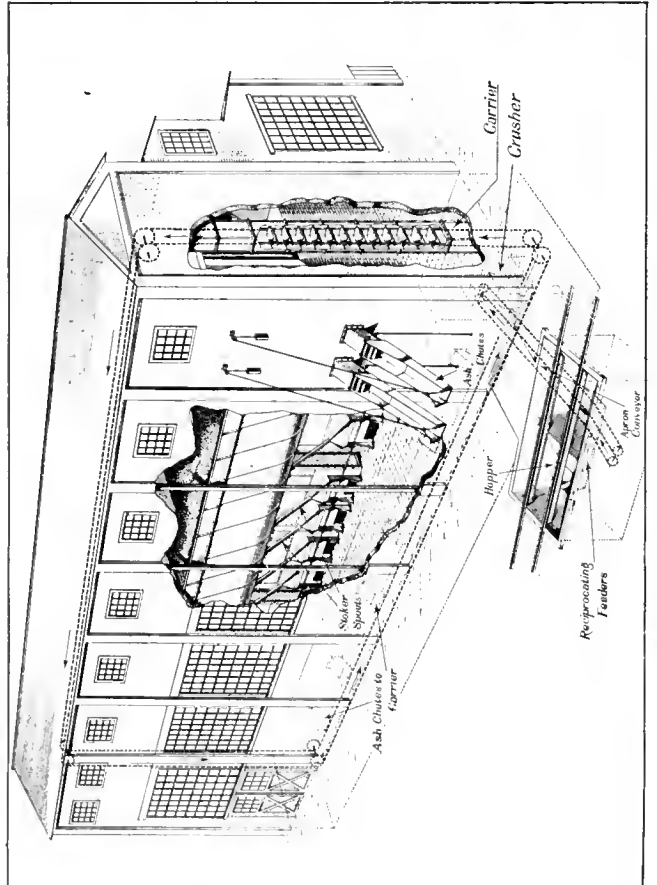 Carrier
Crusher
Ash Chutes
Hopper
Apron
Conveyor
Reciprocating
Feeders
Stoker
Spouts
Ash Chutes to
Carrier